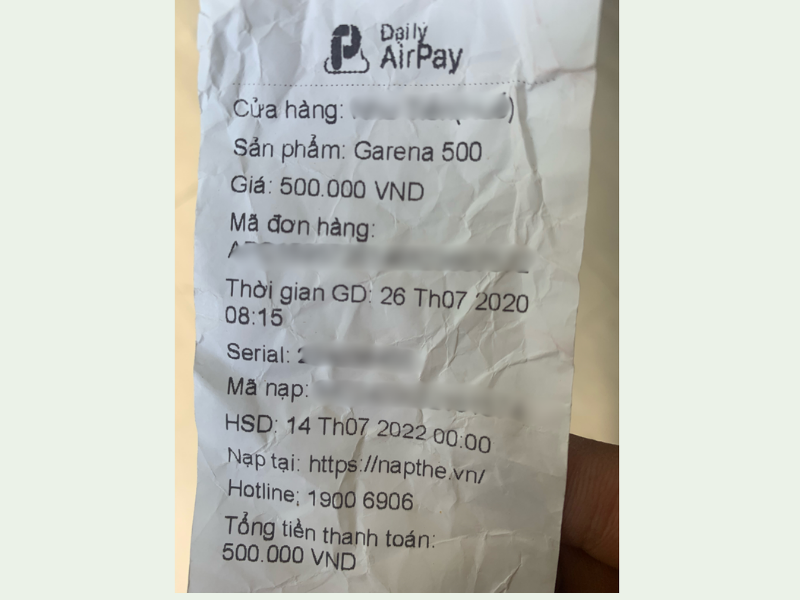 Daily
AirPay
Cửa hàng:
Sản phẩm: Garena 500
Giá: 500.000 VND
Mã đơn hàng:
Thời gian GD: 26 Th07 2020
08:15
Serial:
Mã nạp:
HSD: 14 Th07 2022 00:00
Nạp tại: https://napthe.vn/
Hotline: 1900 6906
Tổng tiền thanh toán:
500.000 VND